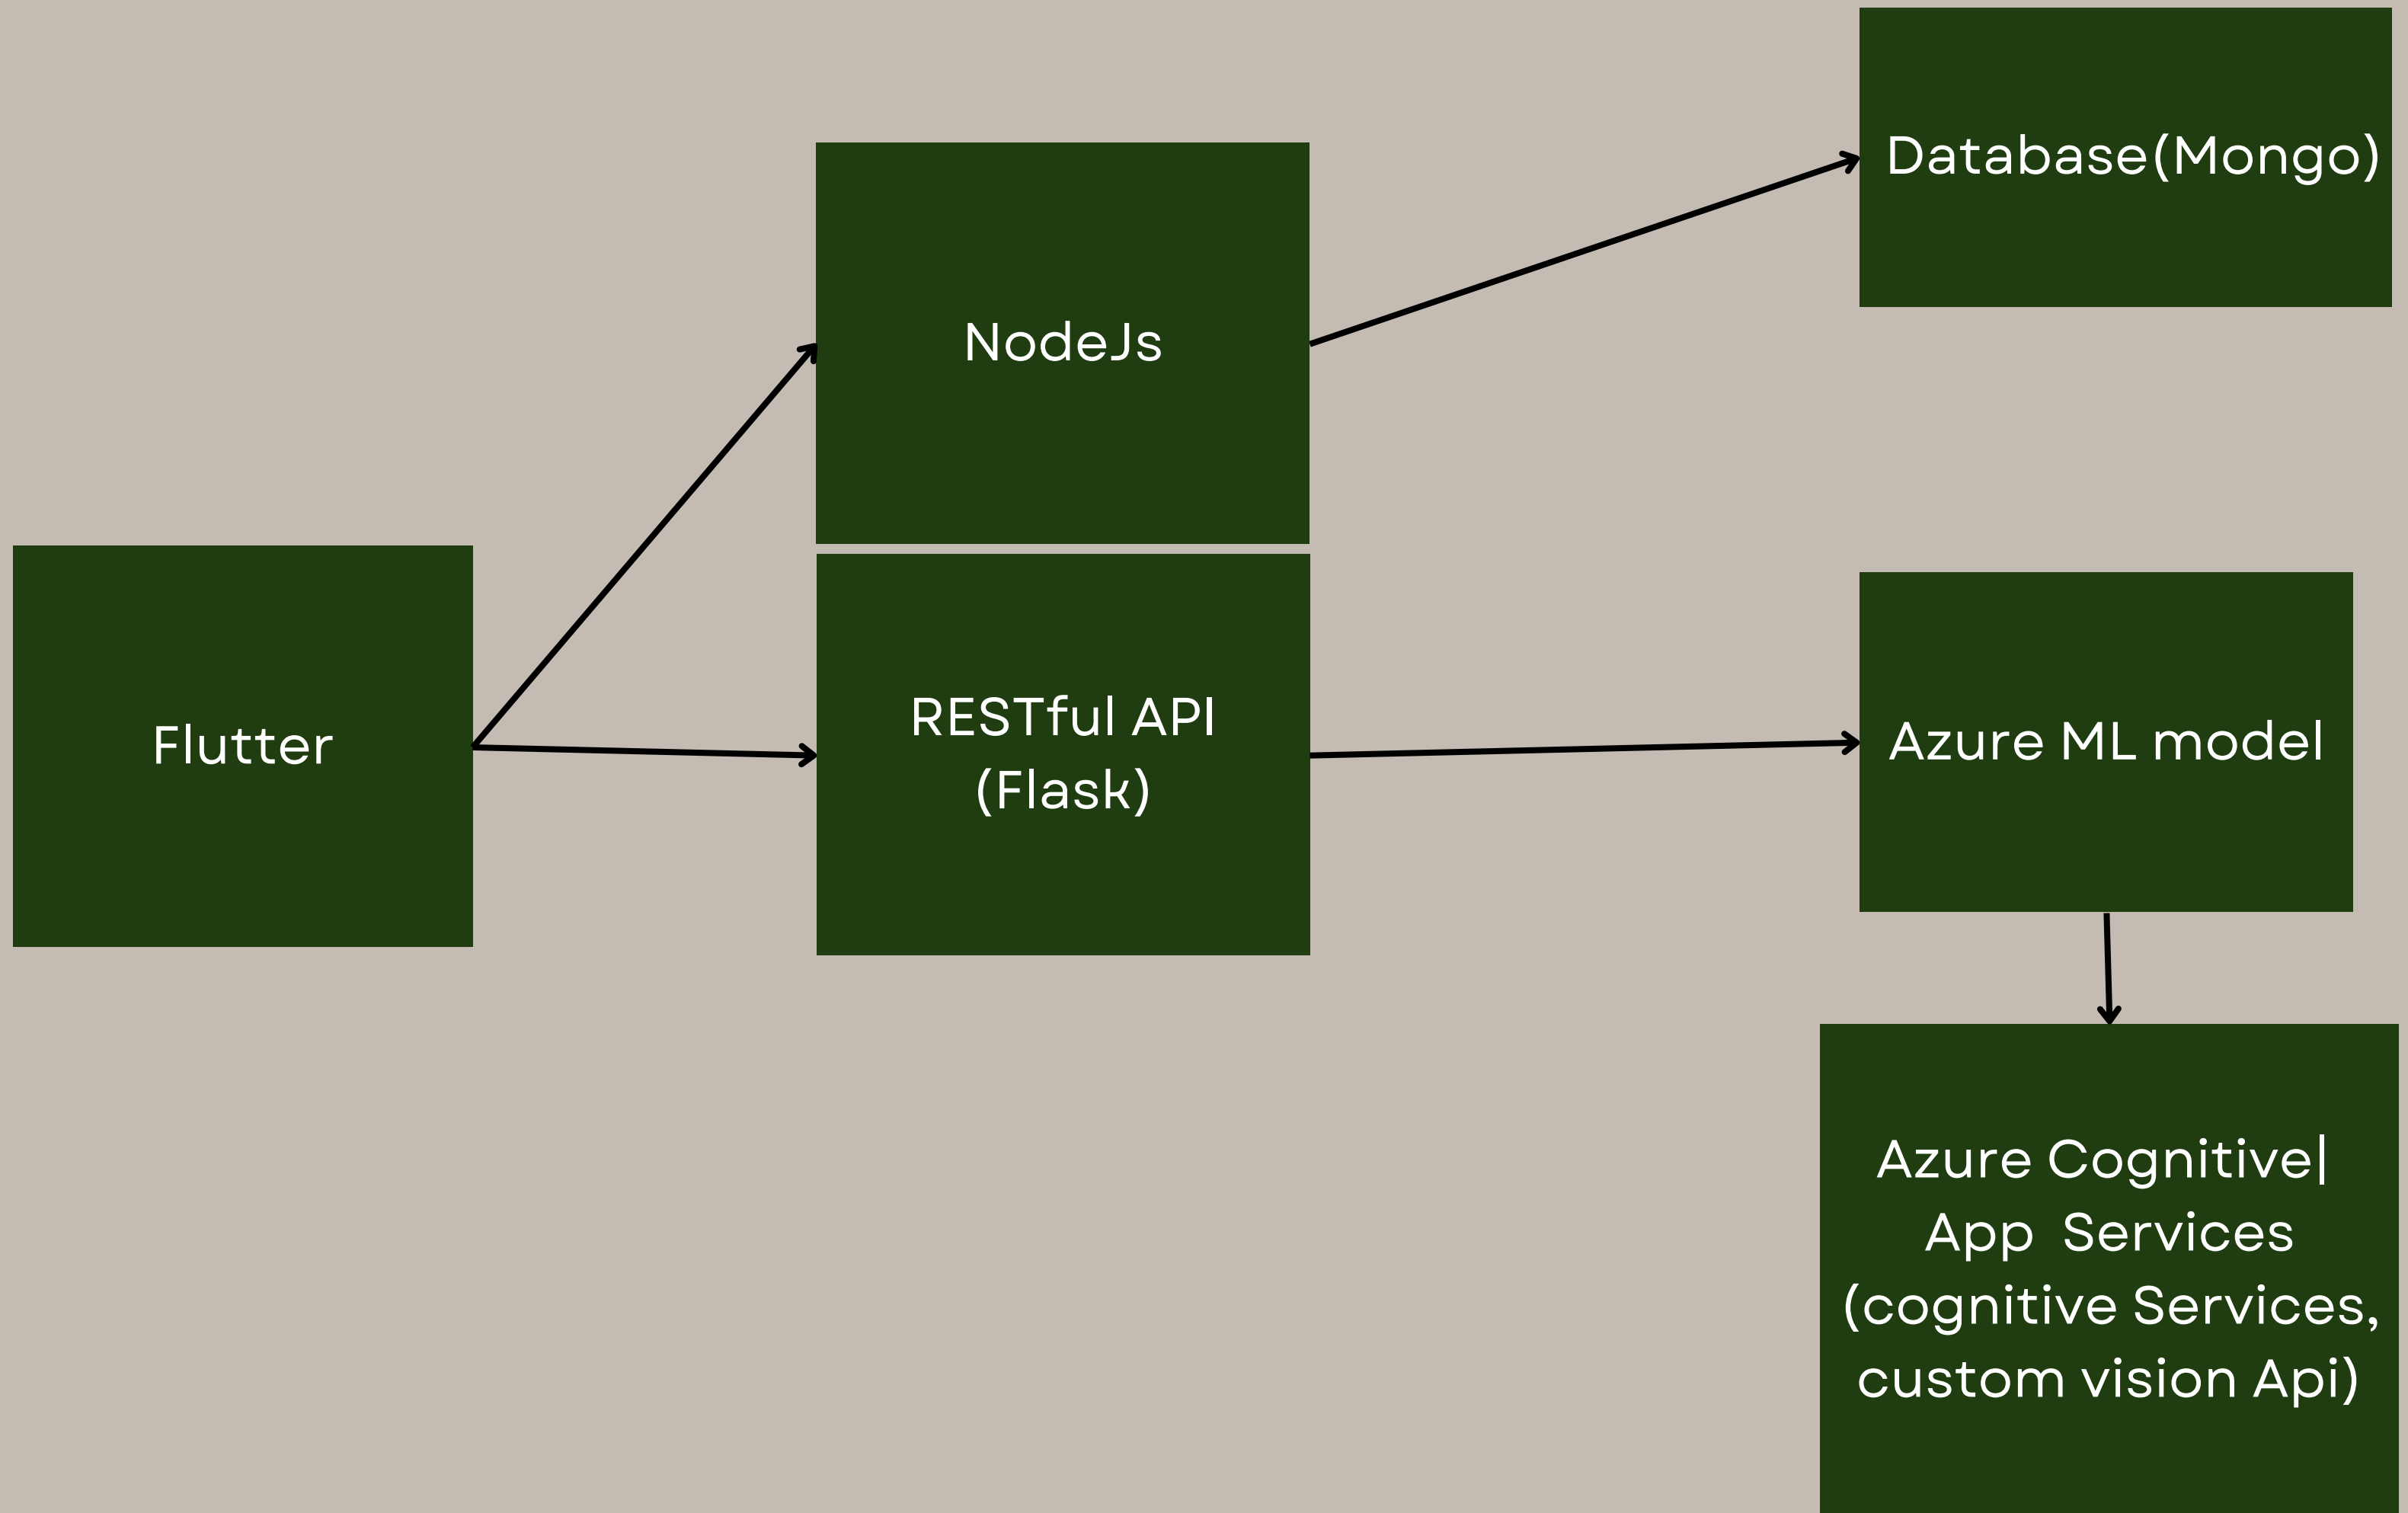 Database(Mongo)
NodeJs
Flutter
RESTful API
(Flask)
Azure ML model
Azure Cognitive|
App  Services
(cognitive Services,
custom vision Api)